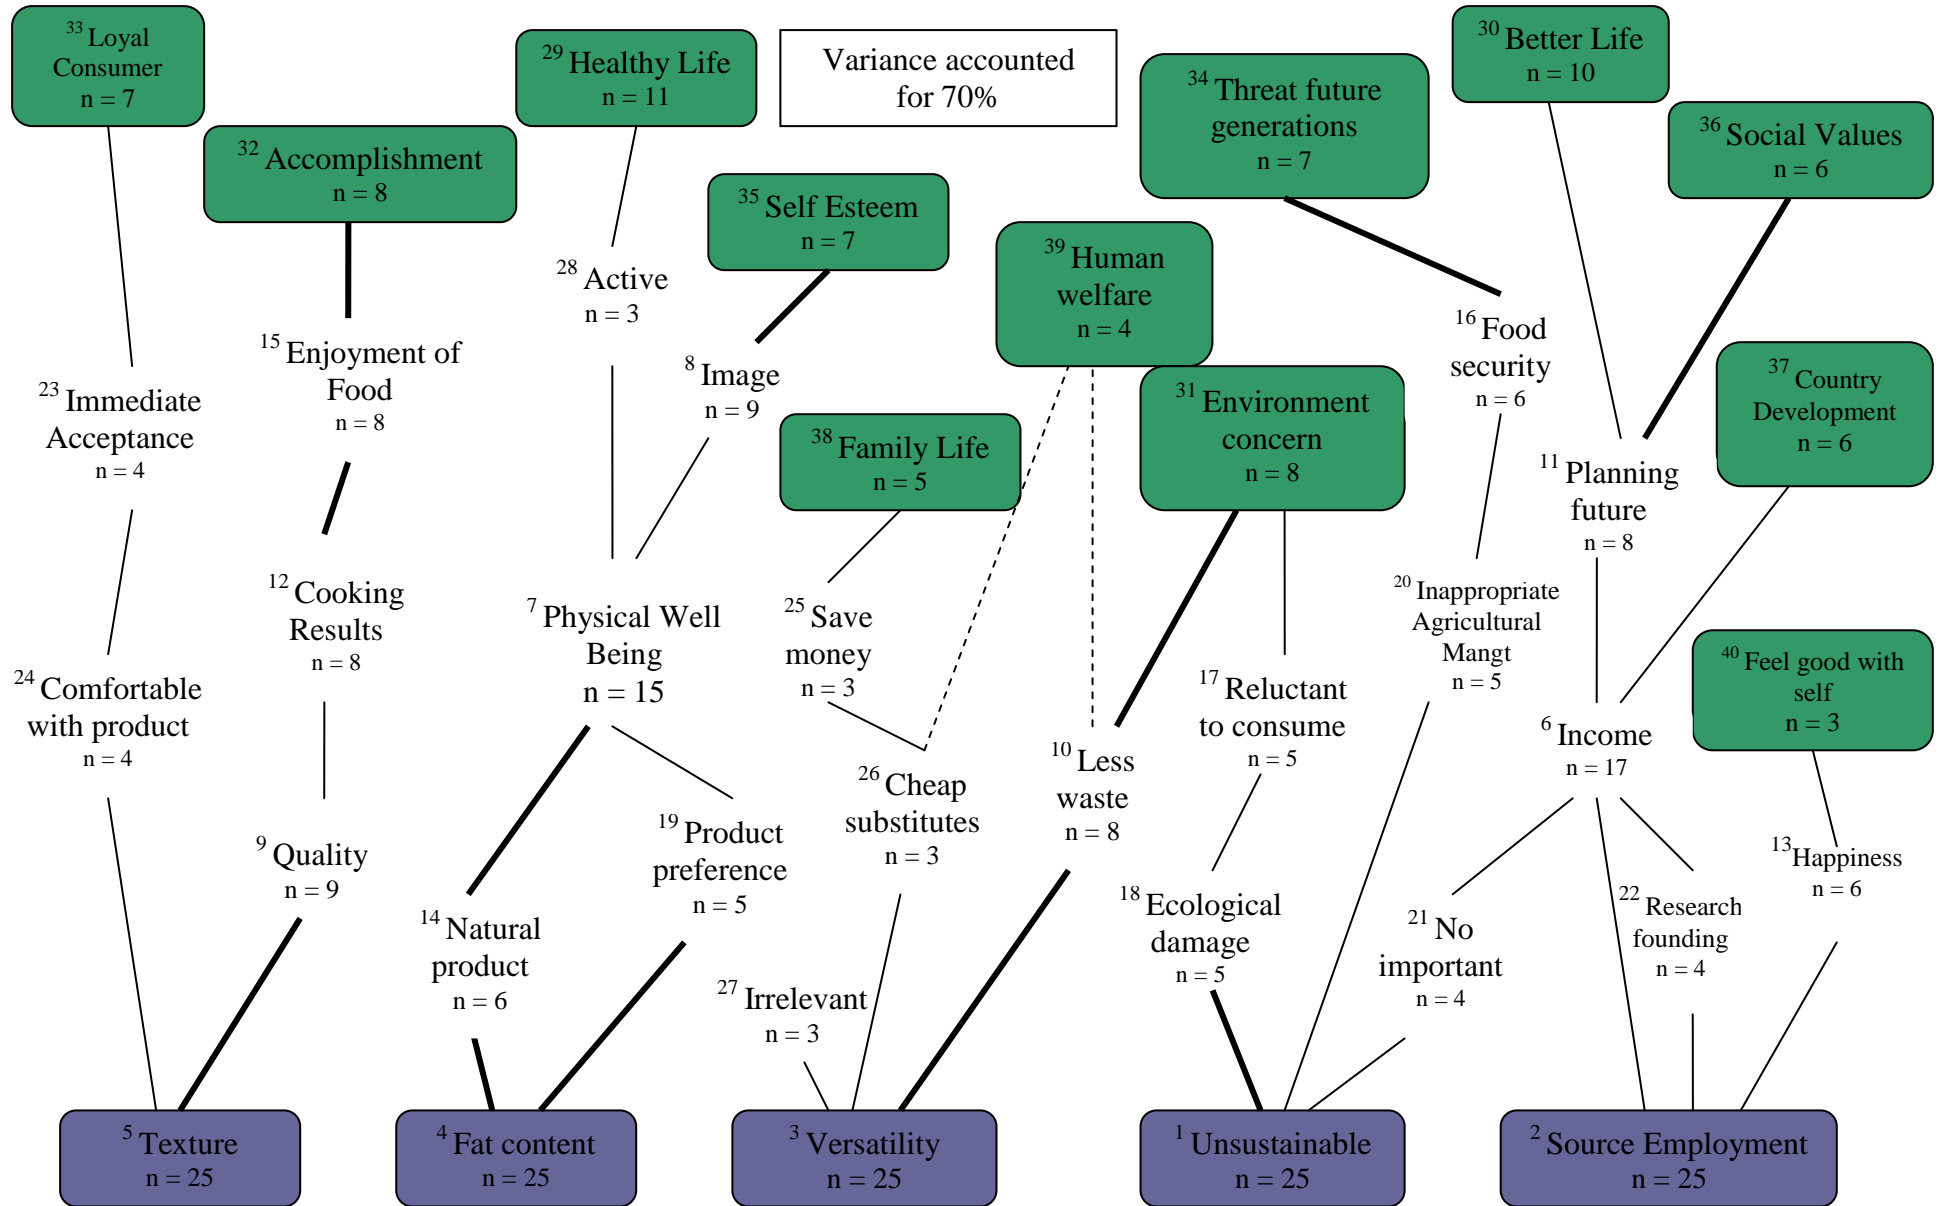 33 Loyal
Consumer
n = 7
29 Healthy Life
n = 11
Variance accounted
for 70%
34 Threat future
generations
n = 7
30 Better Life
n = 10
36 Social Values
n = 6
32 Accomplishment
n = 8
35 Self Esteem
n = 7
39 Human
welfare
n = 4
28 Active
n = 3
16 Food
security
n = 6
15 Enjoyment of
Food
n = 8
8 Image
n = 9
37 Country
Development
n = 6
23 Immediate
Acceptance
n = 4
31 Environment
concern
n = 8
38 Family Life
n = 5
11 Planning
future
n = 8
12 Cooking
Results
n = 8
7 Physical Well
Being
n = 15
25 Save
money
n = 3
20 Inappropriate
Agricultural
Mangt
n = 5
24 Comfortable
with product
n = 4
17 Reluctant
to consume
n = 5
40 Feel good with
self
n = 3
6 Income
n = 17
10 Less
waste
n = 8
26 Cheap
substitutes
n = 3
9 Quality
n = 9
19 Product
preference
n = 5
13 Happiness
n = 6
14 Natural
product
n = 6
18 Ecological
damage
n = 5
21 No
important
n = 4
22 Research
founding
n = 4
27 Irrelevant
n = 3
5 Texture
n = 25
4 Fat content
n = 25
3 Versatility
n = 25
1 Unsustainable
n = 25
2 Source Employment
n = 25